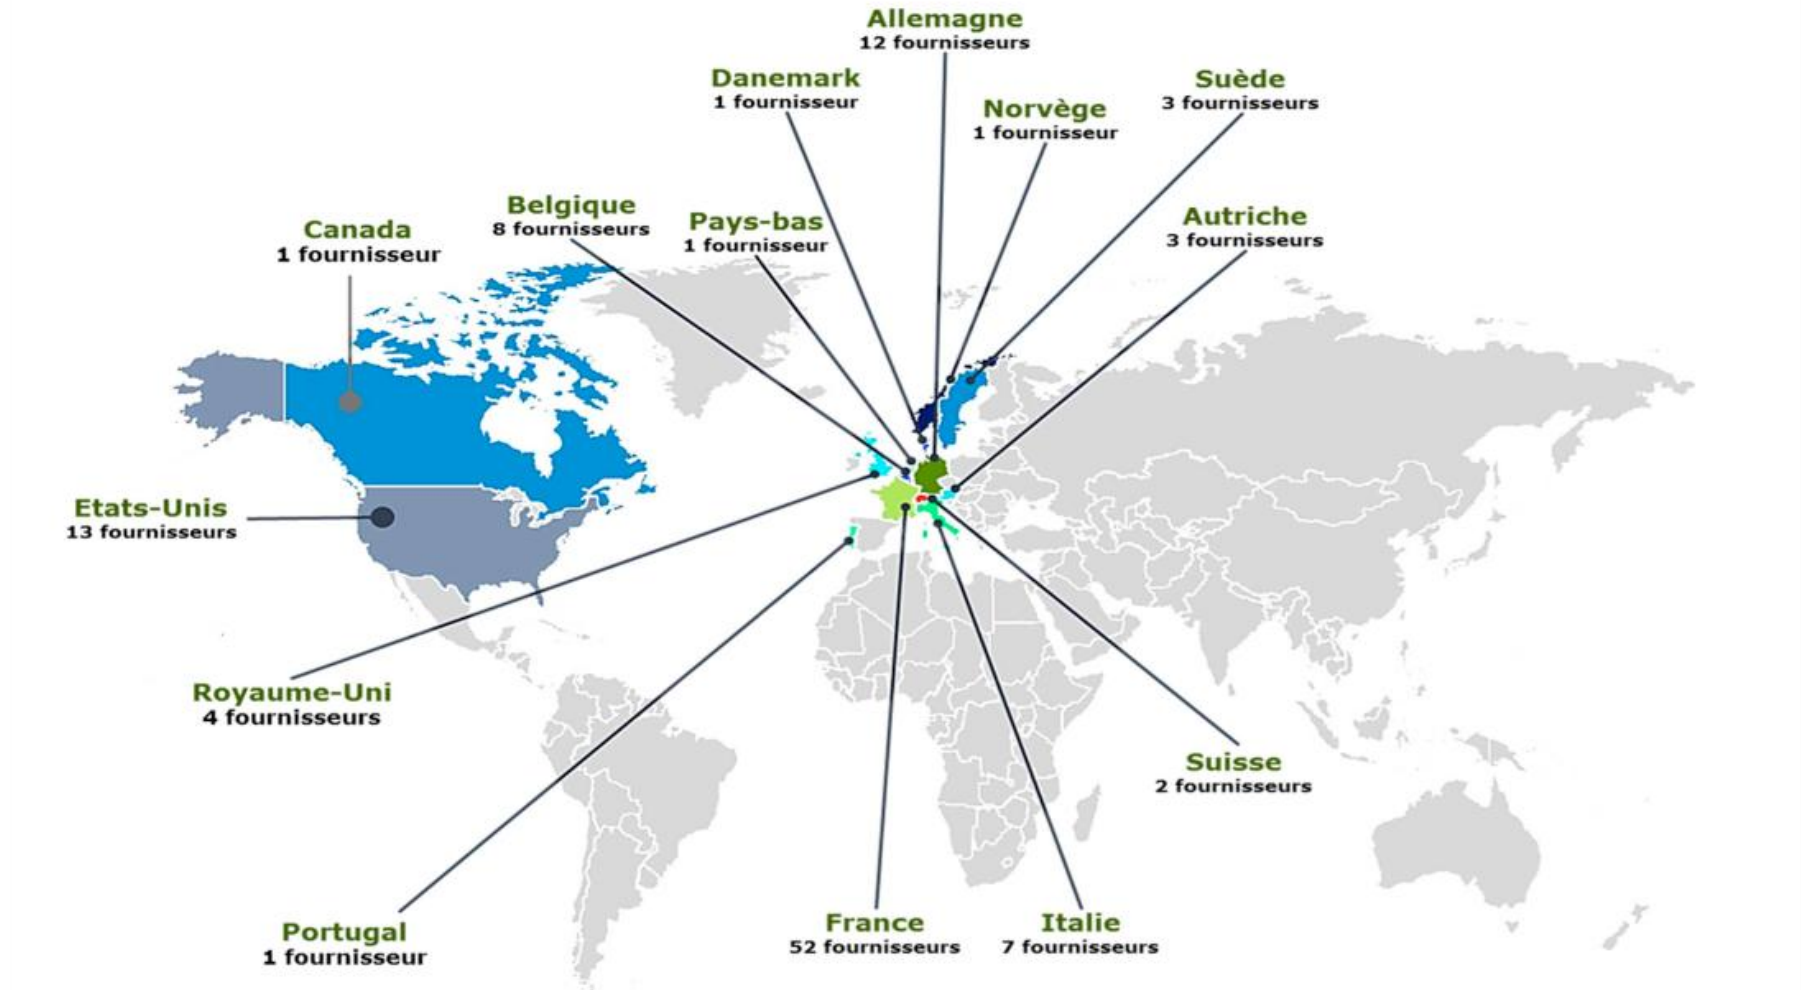 Allemagne
12 fournisseurs
Danemark
1 fournisseur
Suède
3 fournisseurs
Norvège
1 fournisseur
Belgique
8 fournisseurs
Pays-bas
1 fournisseur
Autriche
3 fournisseurs
Canada
1 fournisseur
Etats-Unis
13 fournisseurs
Royaume-Uni
4 fournisseurs
Suisse
2 fournisseurs
Portugal
1 fournisseur
France
52 fournisseurs
Italie
7 fournisseurs